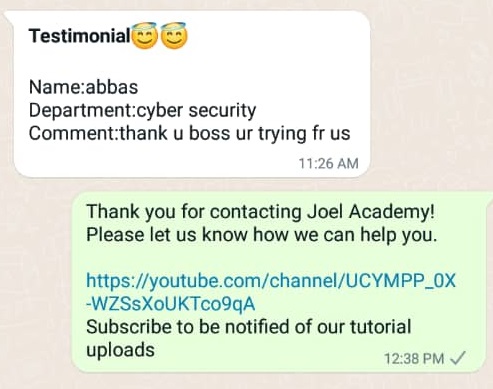 Testimonial😇😇
Name:abbas
Department:cyber security
Comment:thank u boss ur trying fr us
11:26 AM
Thank you for contacting Joel Academy!
Please let us know how we can help you.
https://youtube.com/channel/UCYMPP_0X
-WZSsXoUKTco9qA
Subscribe to be notified of our tutorial
uploads
12:38 PM